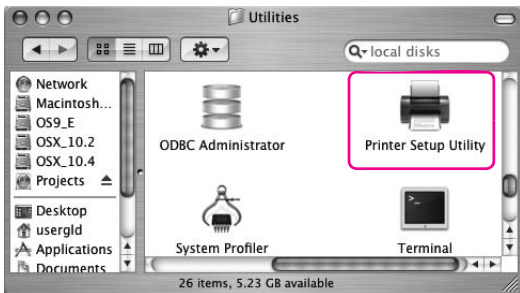 Utilities
local disks
Network
Macintosh...
OS9_E
OSX_10.2
OSX_10.4
Projects
Desktop
usergld
Applications
Documents
ODBC Administrator
Printer Setup Utility
System Profiler
>_
Terminal
26 items, 5.23 GB available